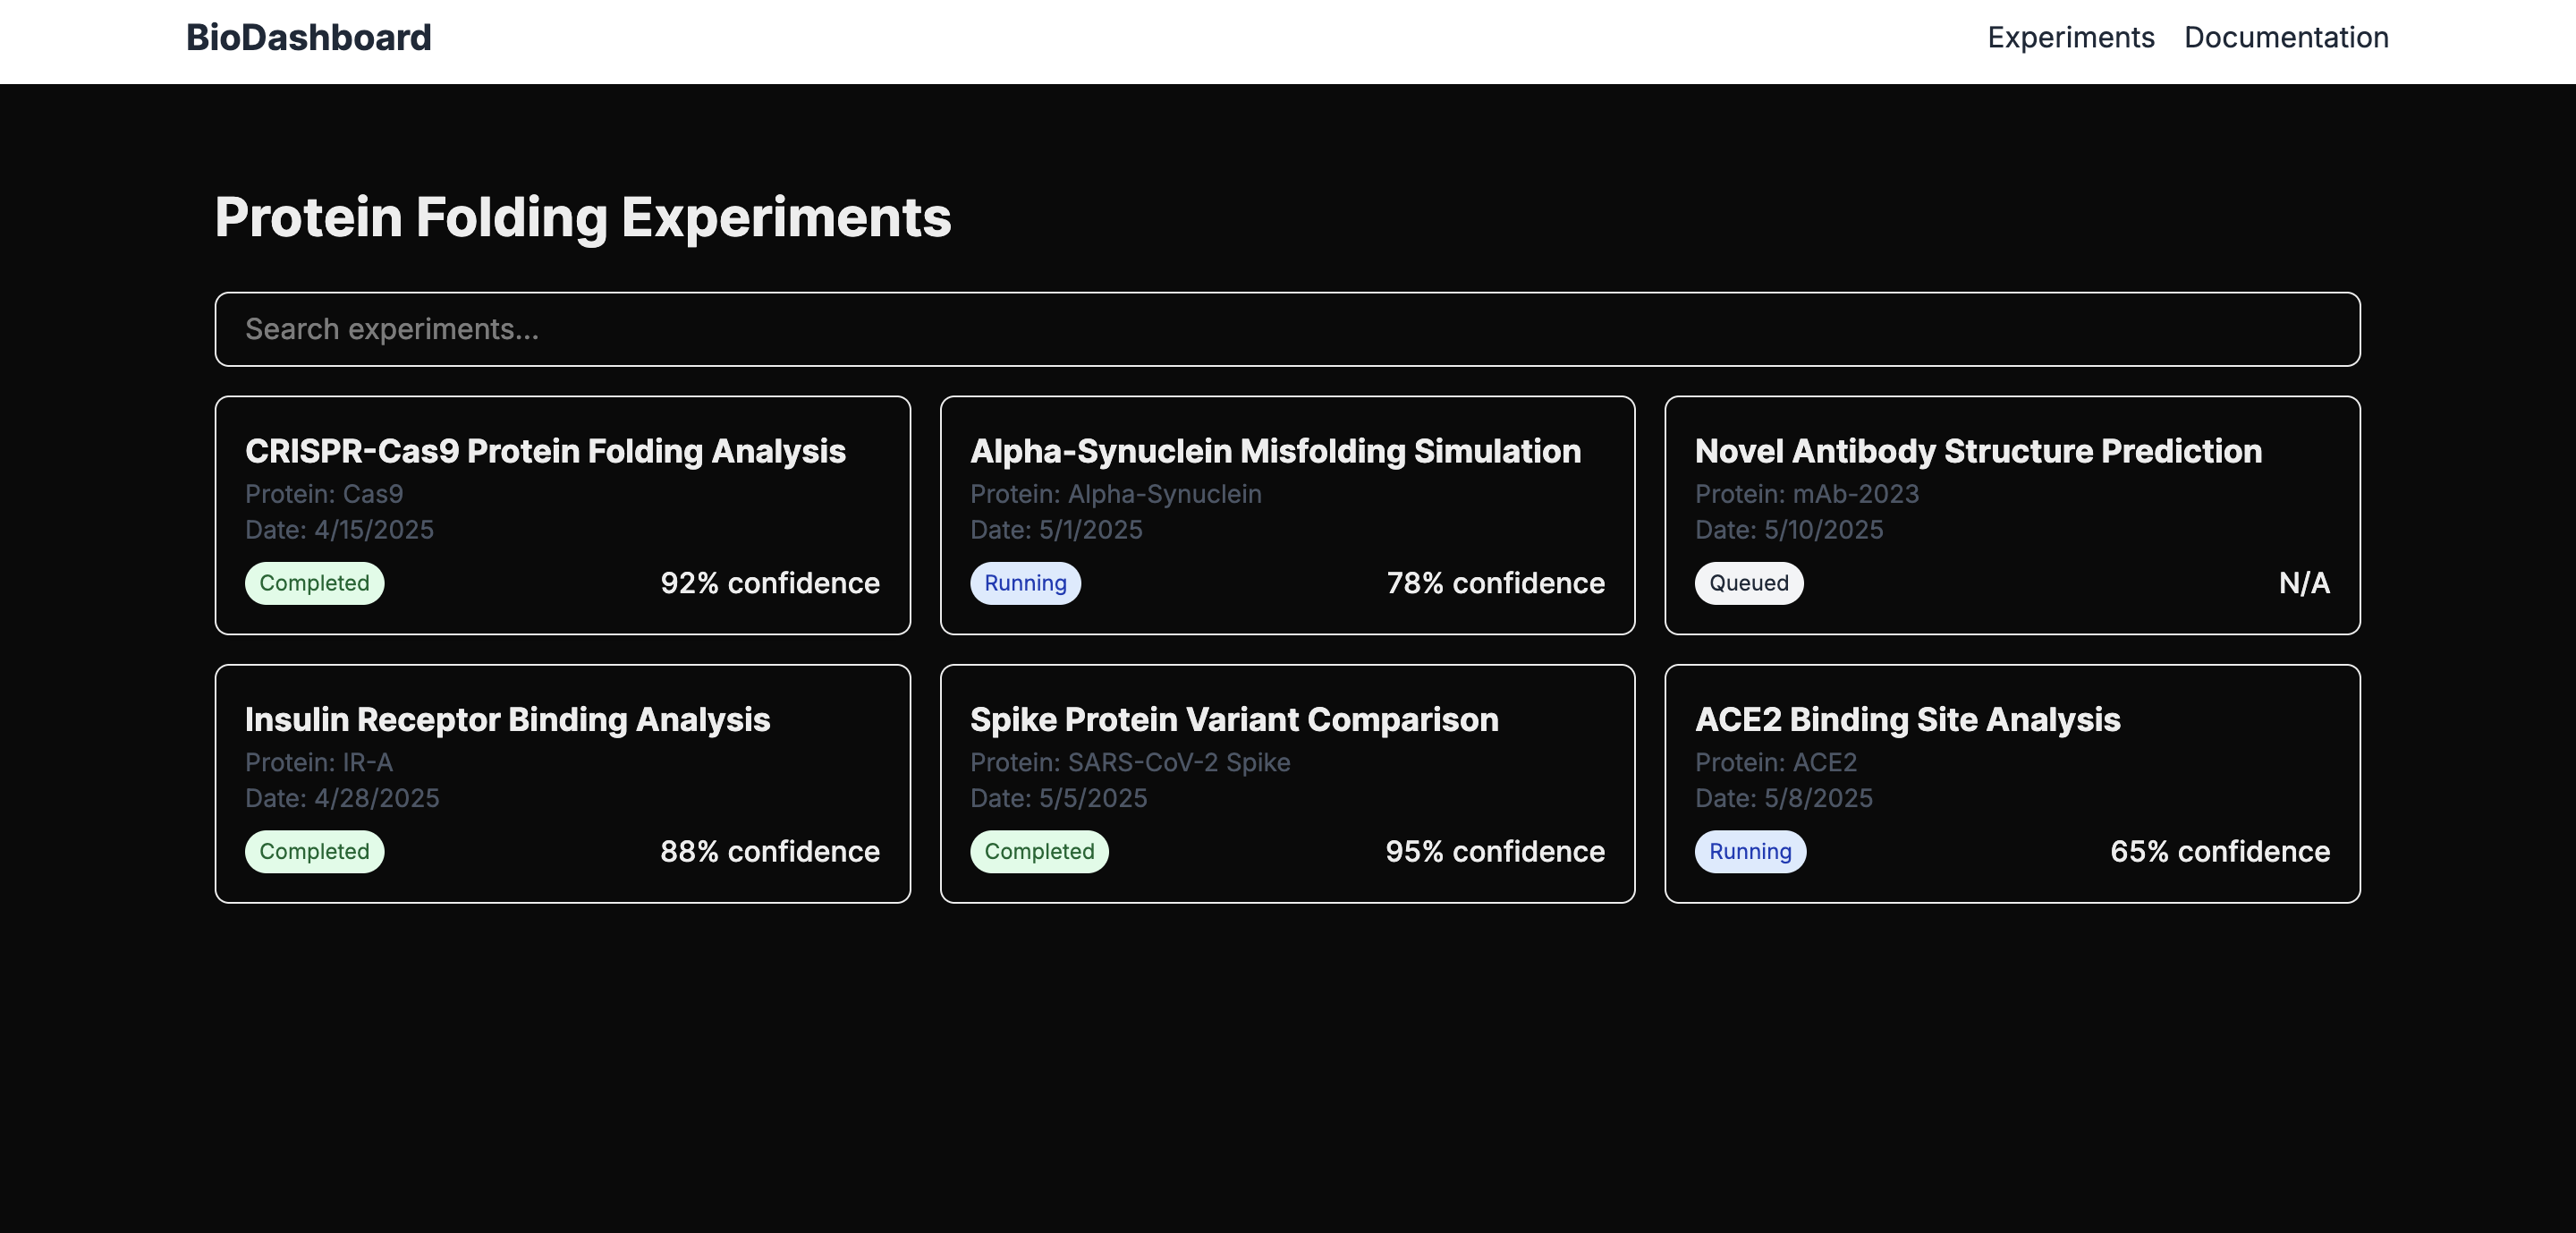 BioDashboard
Experiments
Documentation
Protein Folding Experiments
Search experiments...
CRISPR-Cas9 Protein Folding Analysis
Protein: Cas9
Date: 4/15/2025
Completed
92% confidence
Alpha-Synuclein Misfolding Simulation
Protein: Alpha-Synuclein
Date: 5/1/2025
Running
78% confidence
Novel Antibody Structure Prediction
Protein: mAb-2023
Date: 5/10/2025
Queued
N/A
Insulin Receptor Binding Analysis
Protein: IR-A
Date: 4/28/2025
Completed
88% confidence
Spike Protein Variant Comparison
Protein: SARS-CoV-2 Spike
Date: 5/5/2025
Completed
95% confidence
ACE2 Binding Site Analysis
Protein: ACE2
Date: 5/8/2025
Running
65% confidence